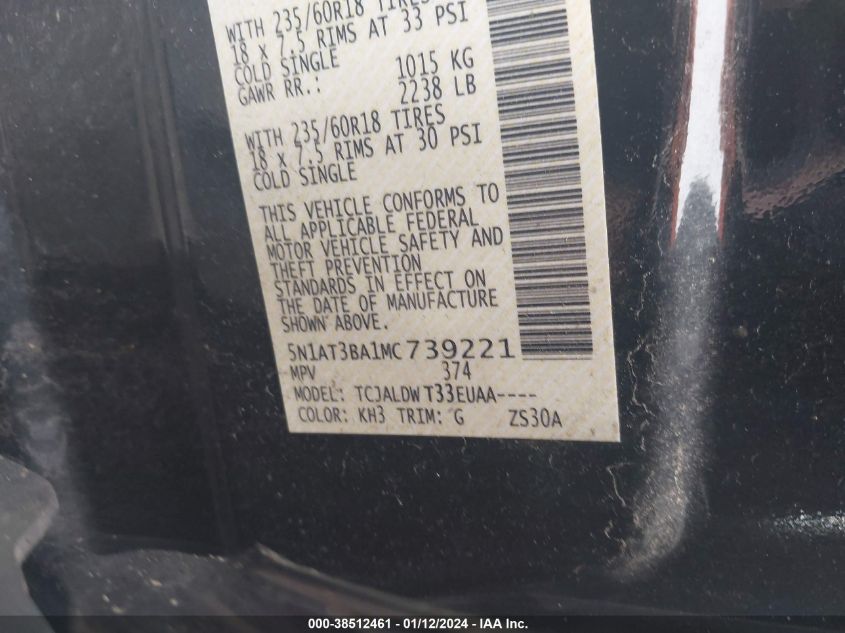 WITH 235/60R18 TIRES
18 X 7.5 RIMS AT 33 PSI
COLD SINGLE 1015 KG
GAWR RR.: 2238 LB
WITH 235/60R18 TIRES
18 X 7.5 RIMS AT 30 PSI
COLD SINGLE
THIS VEHICLE CONFORMS TO
ALL APPLICABLE FEDERAL
MOTOR VEHICLE SAFETY AND
THEFT PREVENTION
STANDARDS IN EFFECT ON
THE DATE OF MANUFACTURE
SHOWN ABOVE.
5N1AT3BA1MC739221
MPV 374
MODEL: TCJALDWT33EUAA----
COLOR: KH3 TRIM: G ZS30A
000-38512461 - 01/12/2024 - IAA Inc.